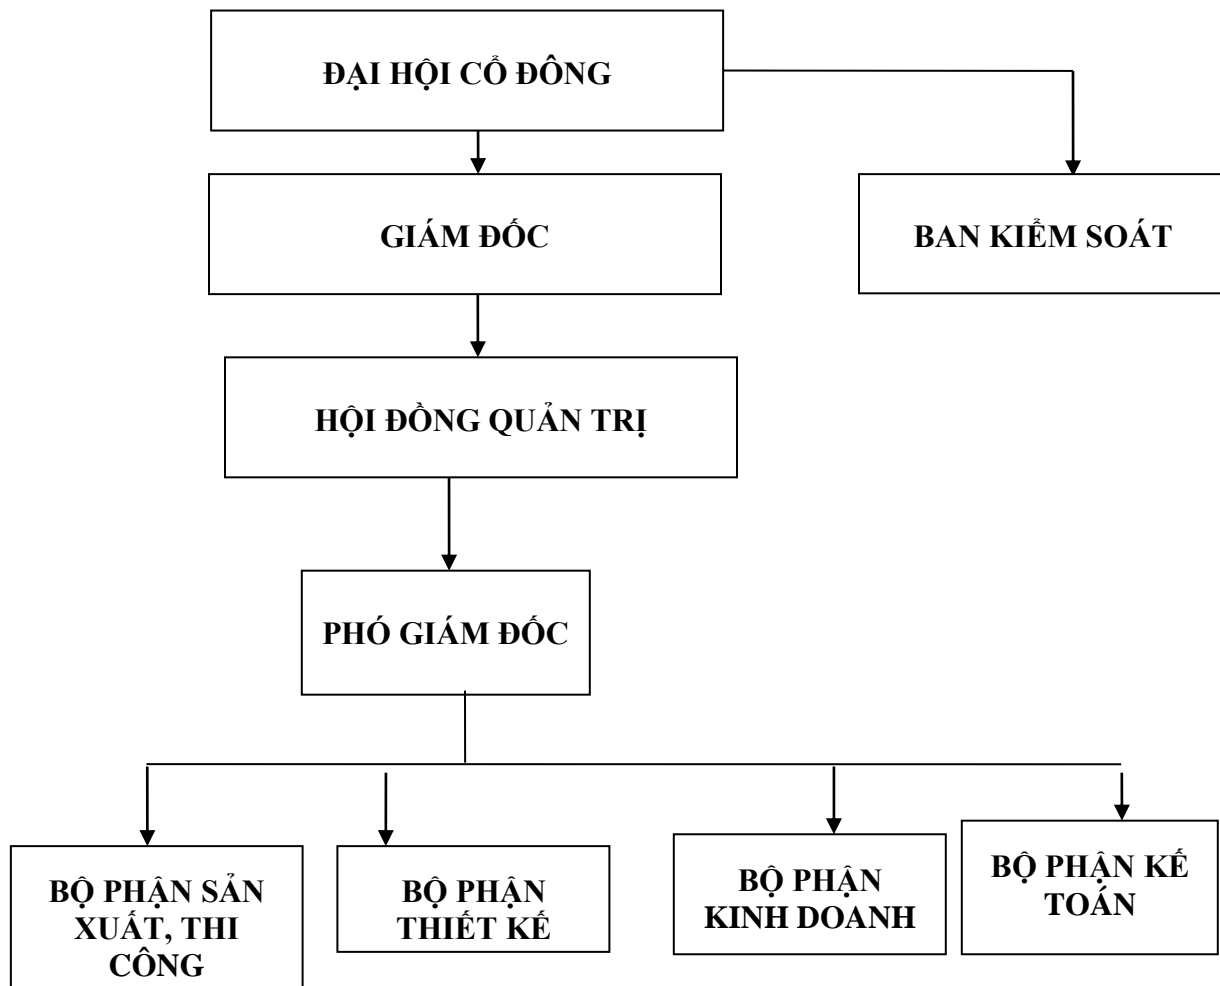 ĐẠI HỘI CỔ ĐÔNG
GIÁM ĐỐC
BAN KIỂM SOÁT
HỘI ĐỒNG QUẢN TRỊ
PHÓ GIÁM ĐỐC
BỘ PHẬN SẢN
XUẤT, THI
CÔNG
BỘ PHẬN
THIẾT KẾ
BỘ PHẬN
KINH DOANH
BỘ PHẬN KẾ
TOÁN